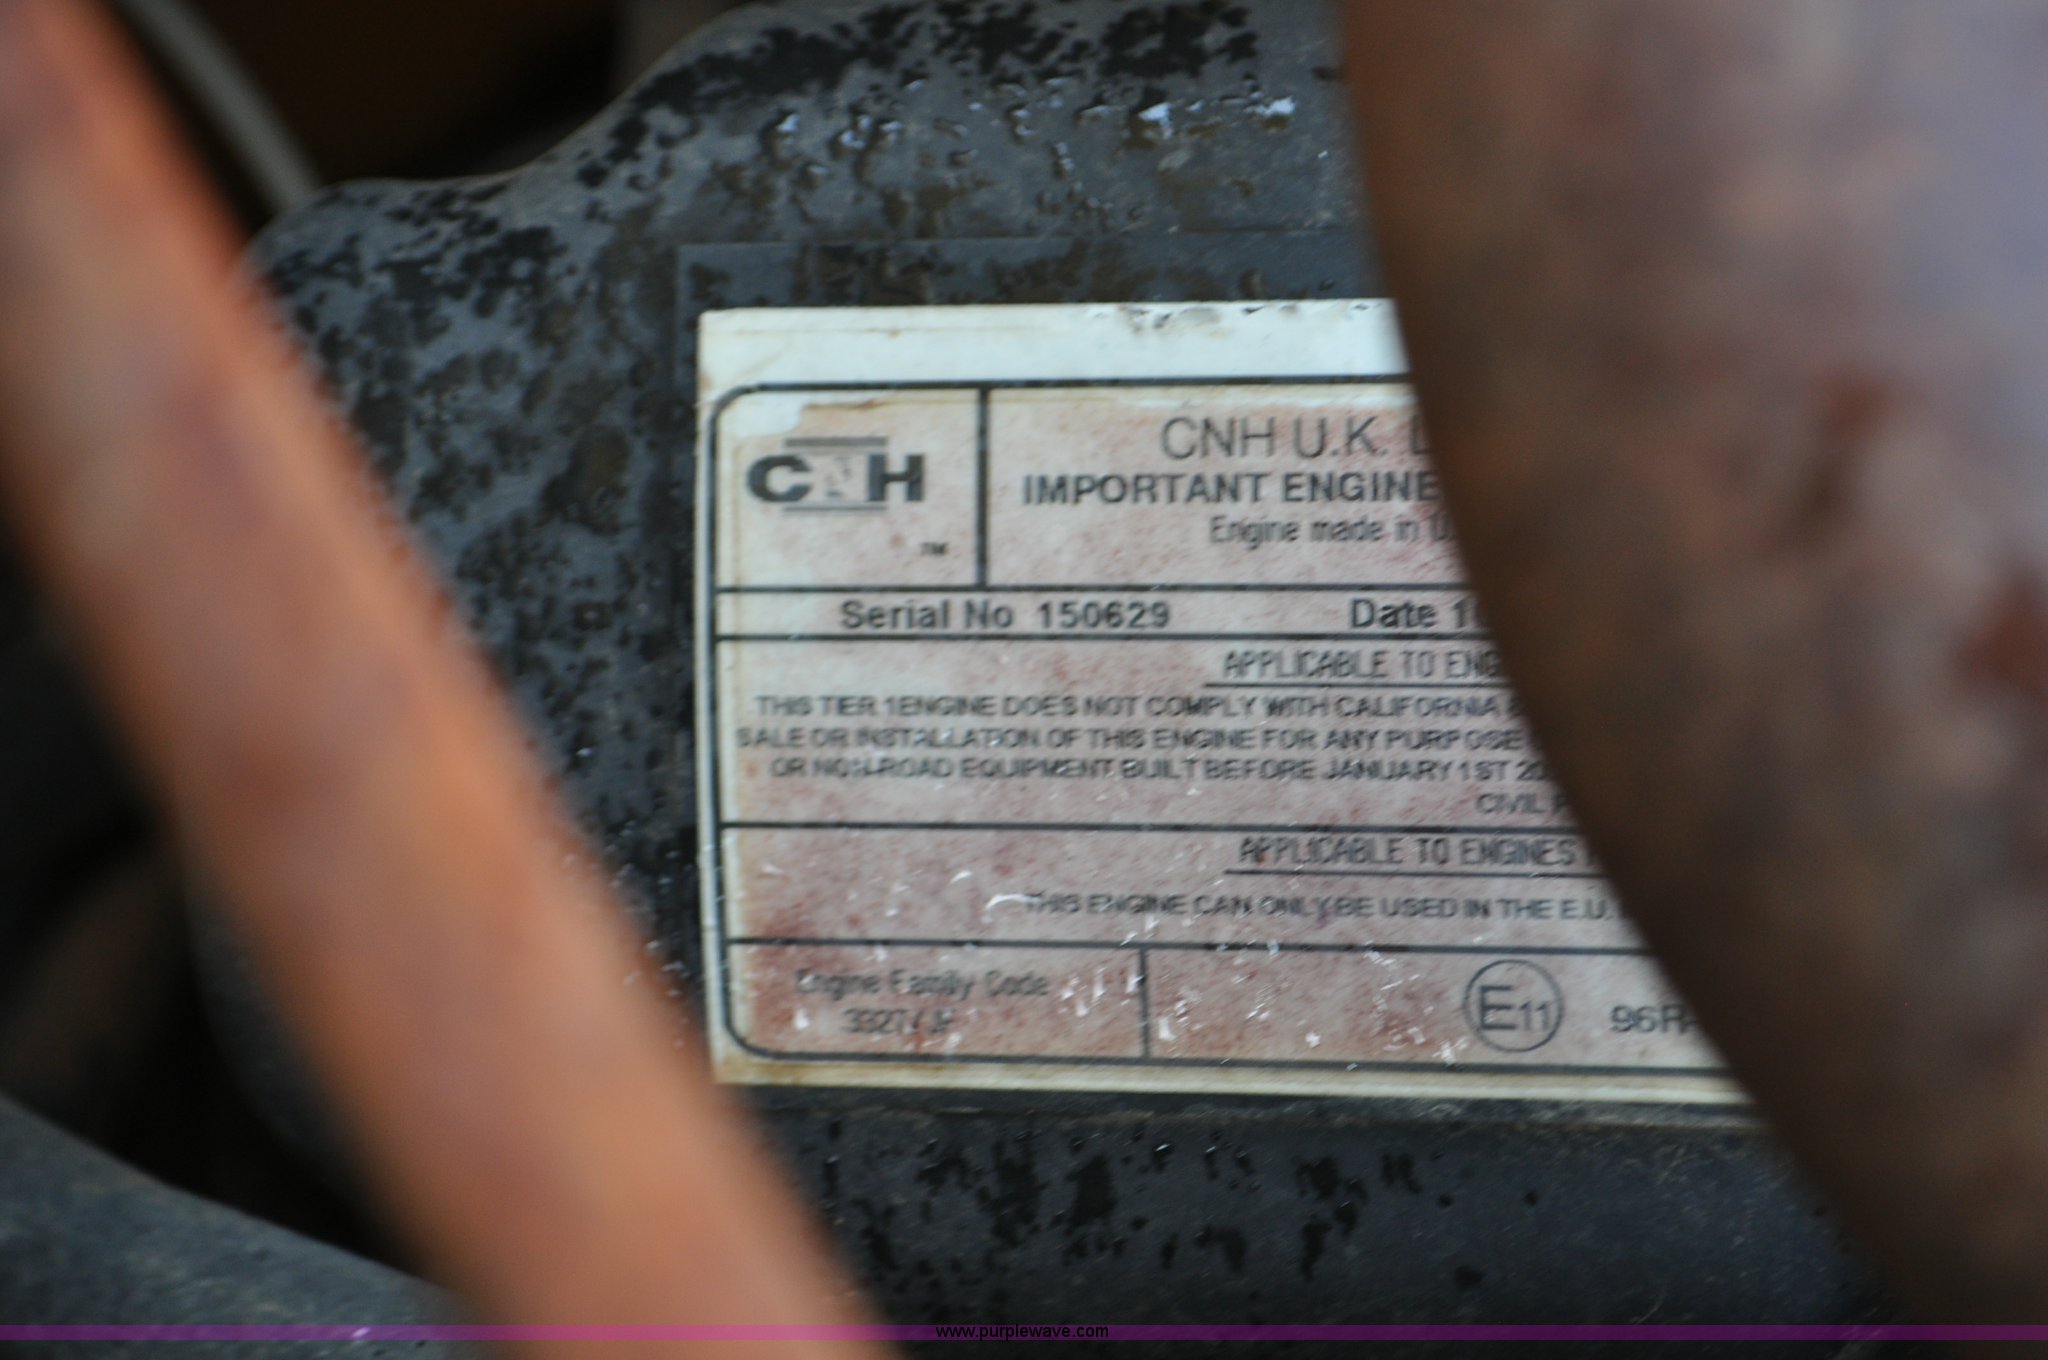 CNH
™
CNH U.K.
IMPORTANT ENGINE
Engine made in
Serial No 150629 Date
APPLICABLE TO
THIS TIER 1ENGINE DOES NOT COMPLY WITH CALIFORNIA
SALE OR INSTALLATION OF THIS ENGINE FOR ANY PURPOSE
OR NON-ROAD EQUIPMENT BUILT BEFORE JANUARY 1ST
CIVIL
APPLICABLE TO ENGINES
THIS ENGINE CAN ONLY BE USED IN THE E.U.
Engine Family Code
E11
www.purplewave.com